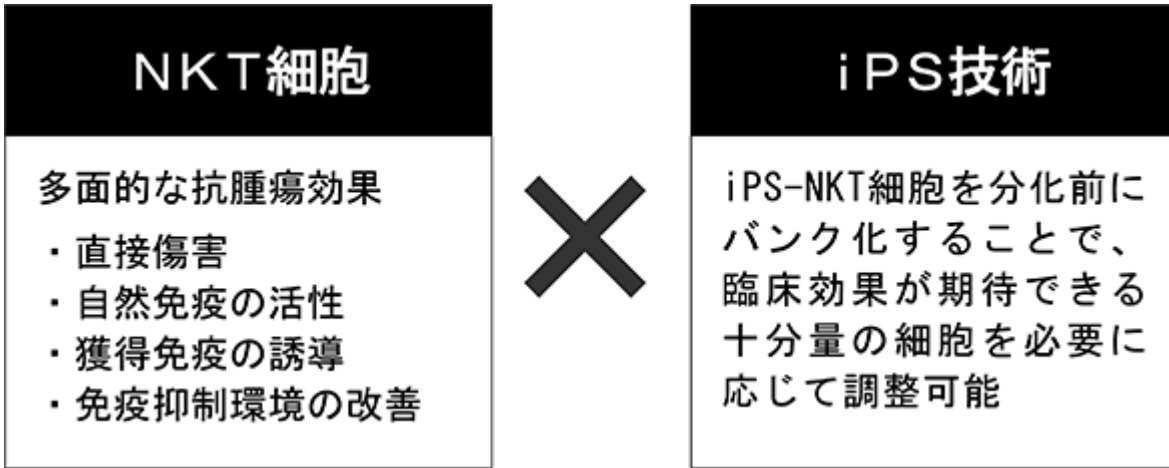 NKT細胞
多面的な抗腫瘍効果
・直接傷害
・自然免疫の活性
・獲得免疫の誘導
・免疫抑制環境の改善
iPS技術
iPS-NKT細胞を分化前に
バンク化することで、
臨床効果が期待できる
十分量の細胞を必要に
応じて調整可能